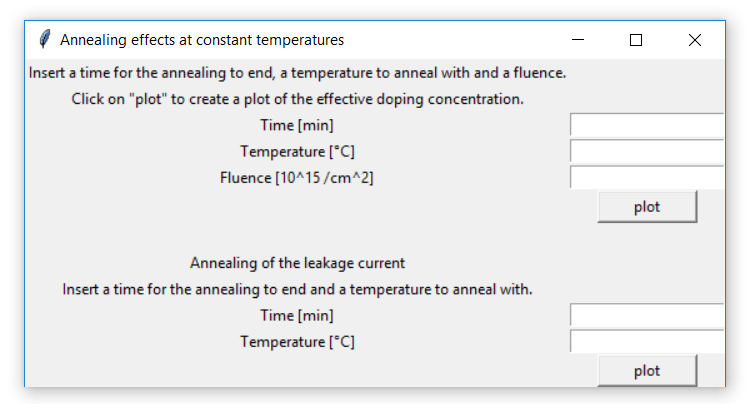 Annealing effects at constant temperatures
Insert a time for the annealing to end, a temperature to anneal with and a fluence.
Click on "plot" to create a plot of the effective doping concentration.
Time [min]
Temperature [°C]
Fluence [10^15 /cm^2]
plot
Annealing of the leakage current
Insert a time for the annealing to end and a temperature to anneal with.
Time [min]
Temperature [°C]
plot